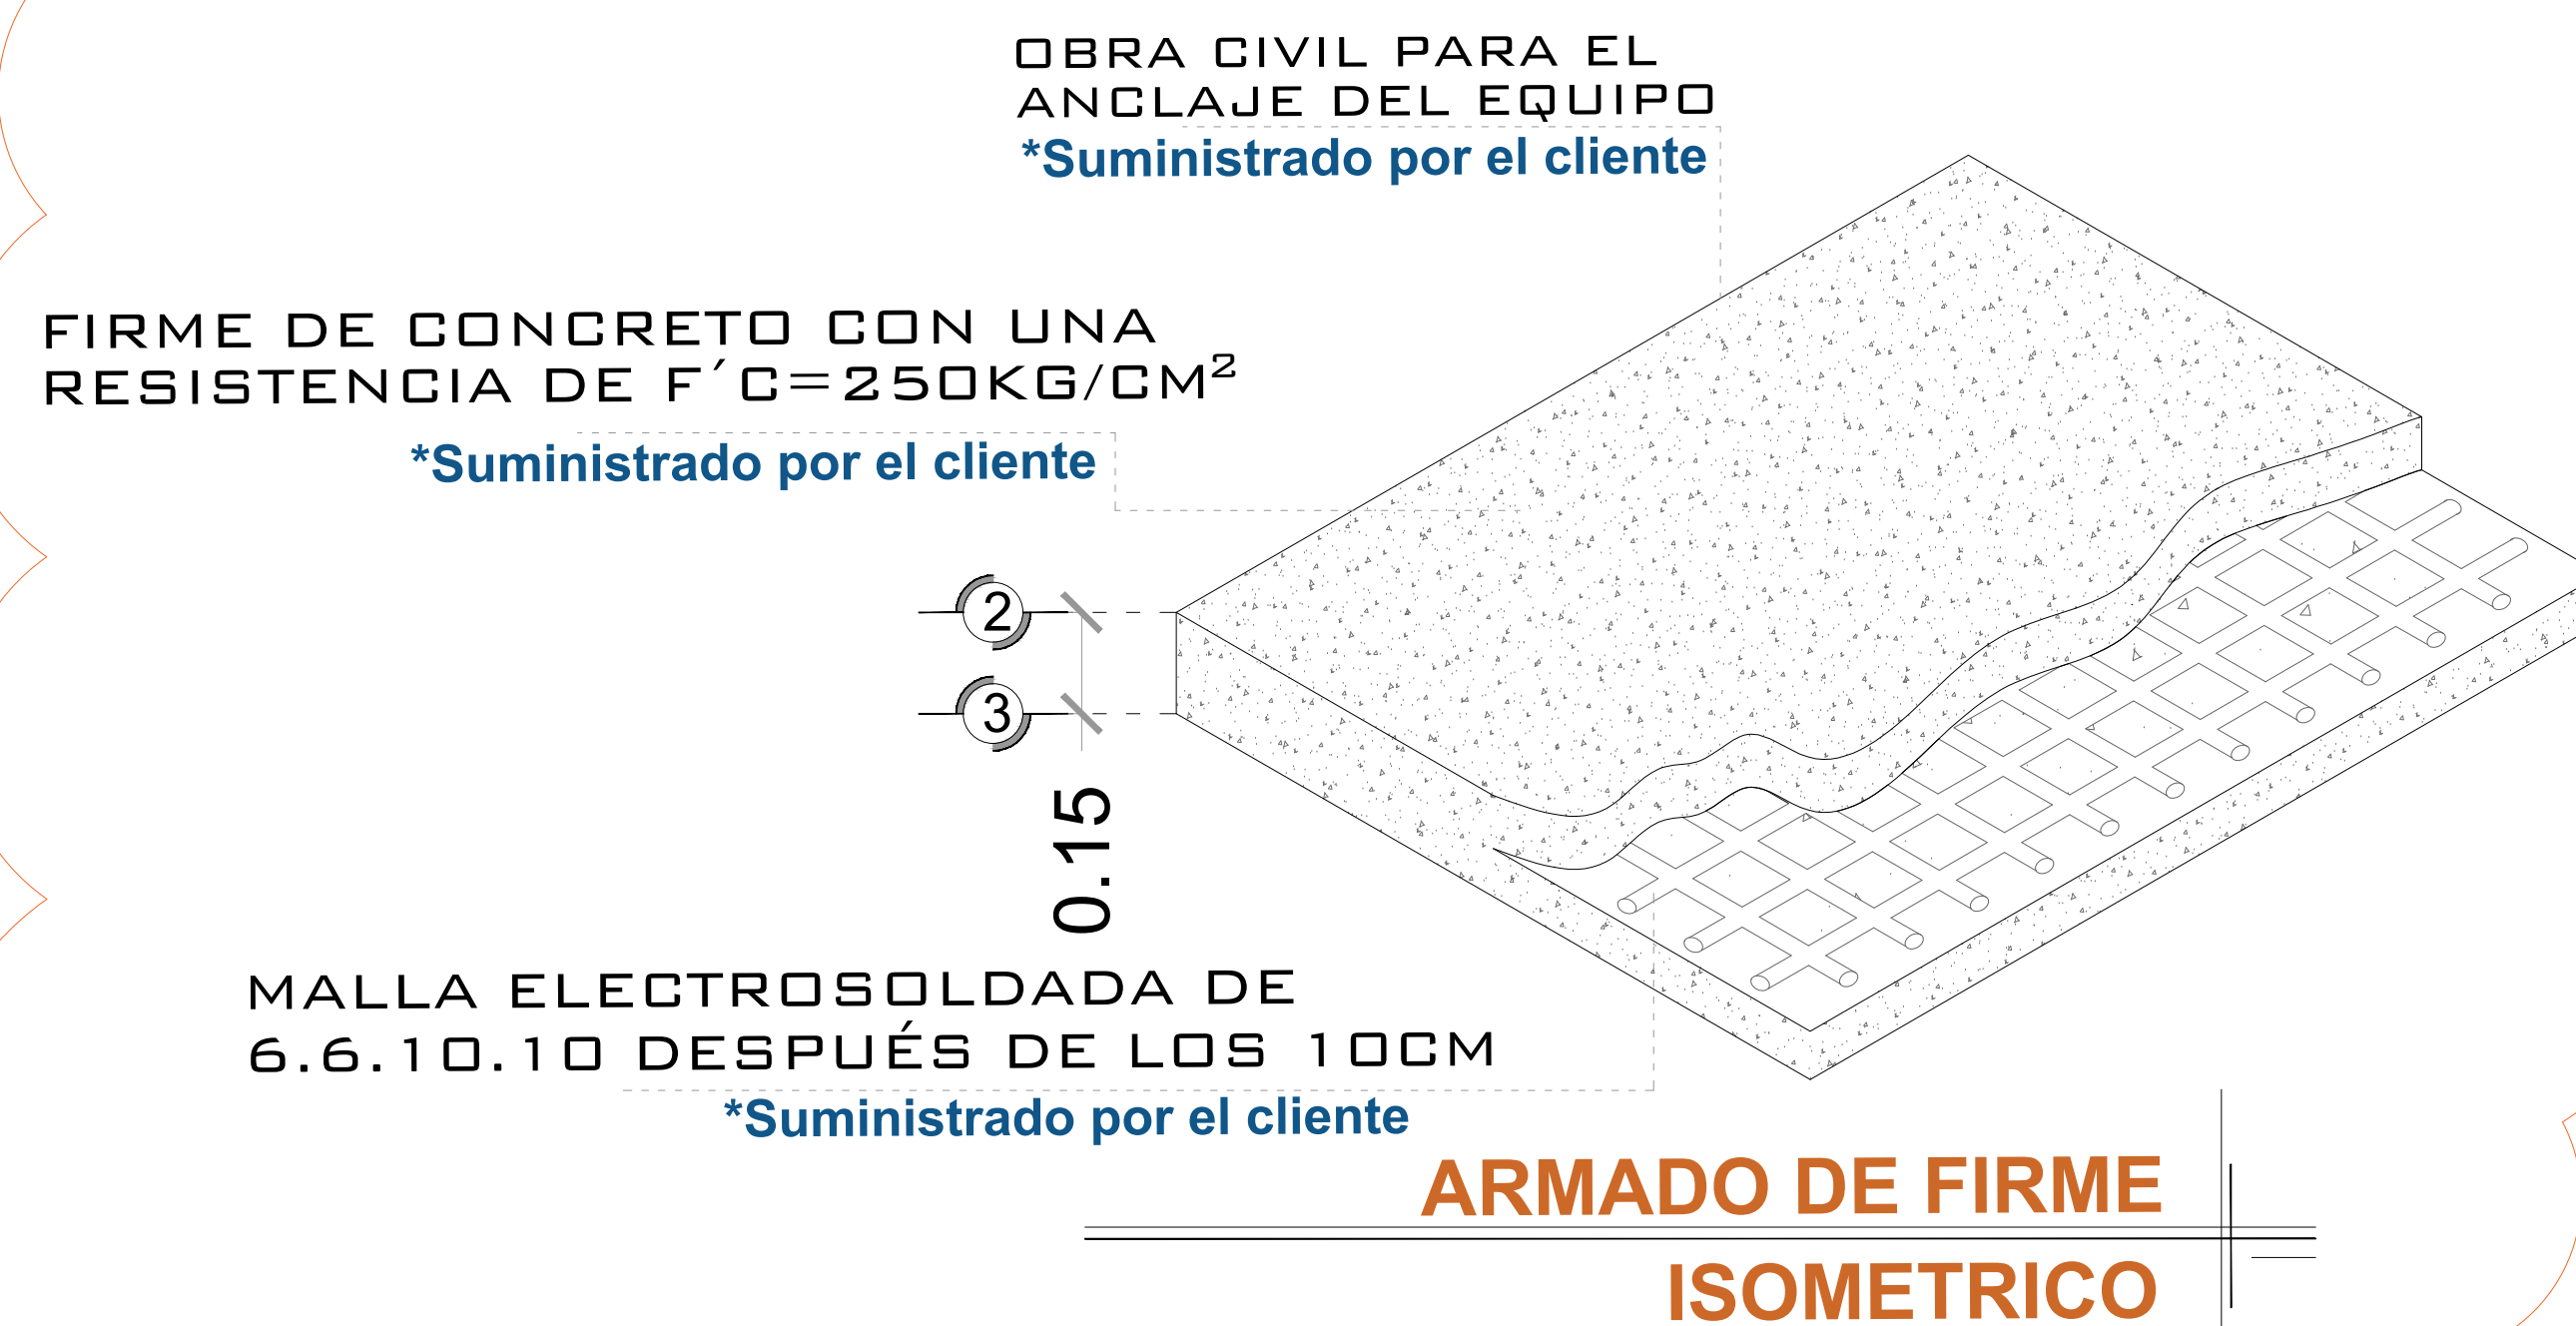 OBRA CIVIL PARA EL
ANCLAJE DEL EQUIPO
*Suministrado por el cliente
FIRME DE CONCRETO CON UNA
RESISTENCIA DE F´C=250KG/CM²
*Suministrado por el cliente
2
3
0.15
MALLA ELECTROSOLDADA DE
6.6.10.10 DESPUÉS DE LOS 10CM
*Suministrado por el cliente
ARMADO DE FIRME
ISOMETRICO